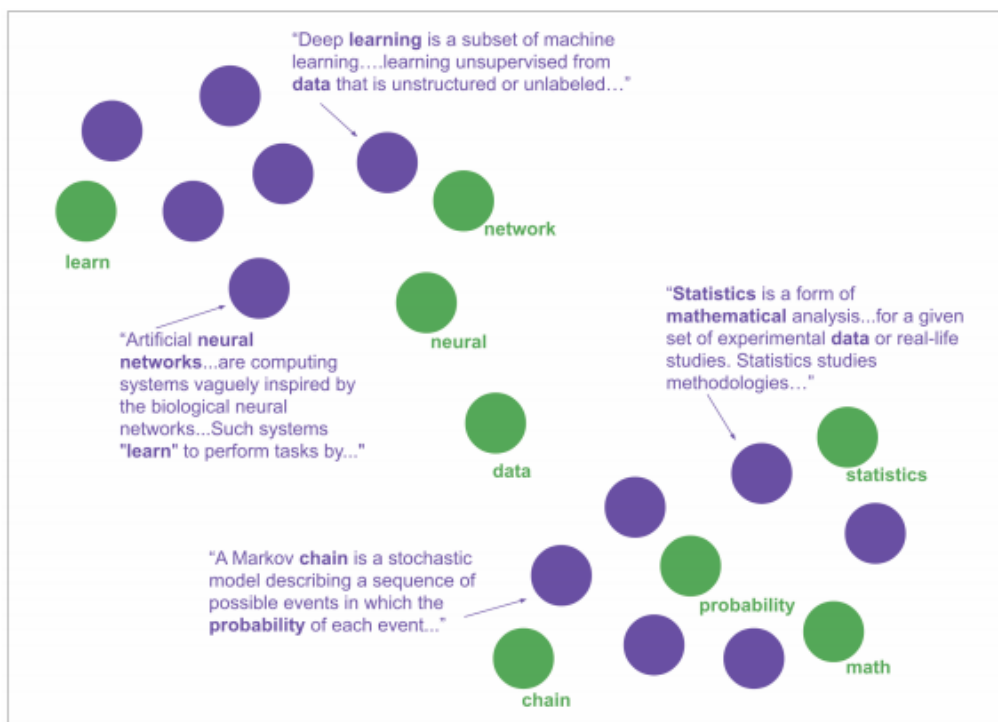 “Deep learning is a subset of machine
learning….learning unsupervised from
data that is unstructured or unlabeled…”
network
learn
“Artificial neural
networks...are computing
systems vaguely inspired by
the biological neural
networks...Such systems
"learn" to perform tasks by..."
neural
“Statistics is a form of
mathematical analysis...for a given
set of experimental data or real-life
studies. Statistics studies
methodologies…”
data
statistics
“A Markov chain is a stochastic
model describing a sequence of
possible events in which the
probability of each event...”
probability
chain
math